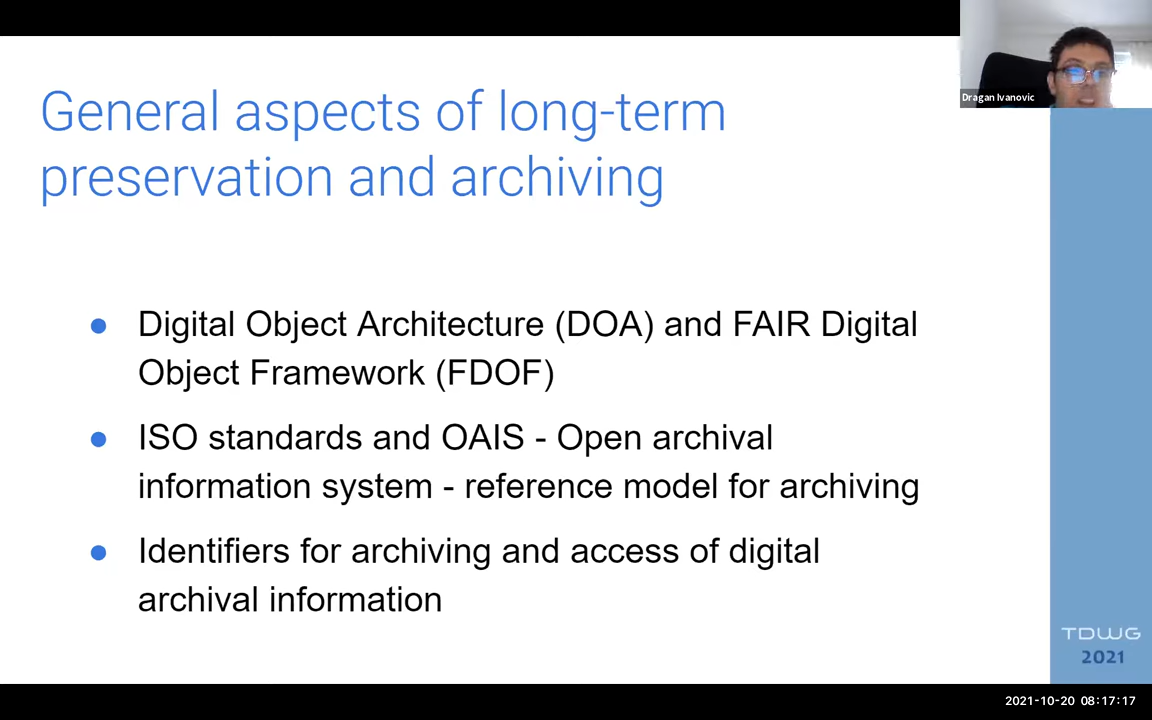 General aspects of long-term
preservation and archiving
Dragan Ivanovic
● Digital Object Architecture (DOA) and FAIR Digital
Object Framework (FDOF)
● ISO standards and OAIS - Open archival
information system - reference model for archiving
● Identifiers for archiving and access of digital
archival information
TDWG
2021
2021-10-20 08:17:17